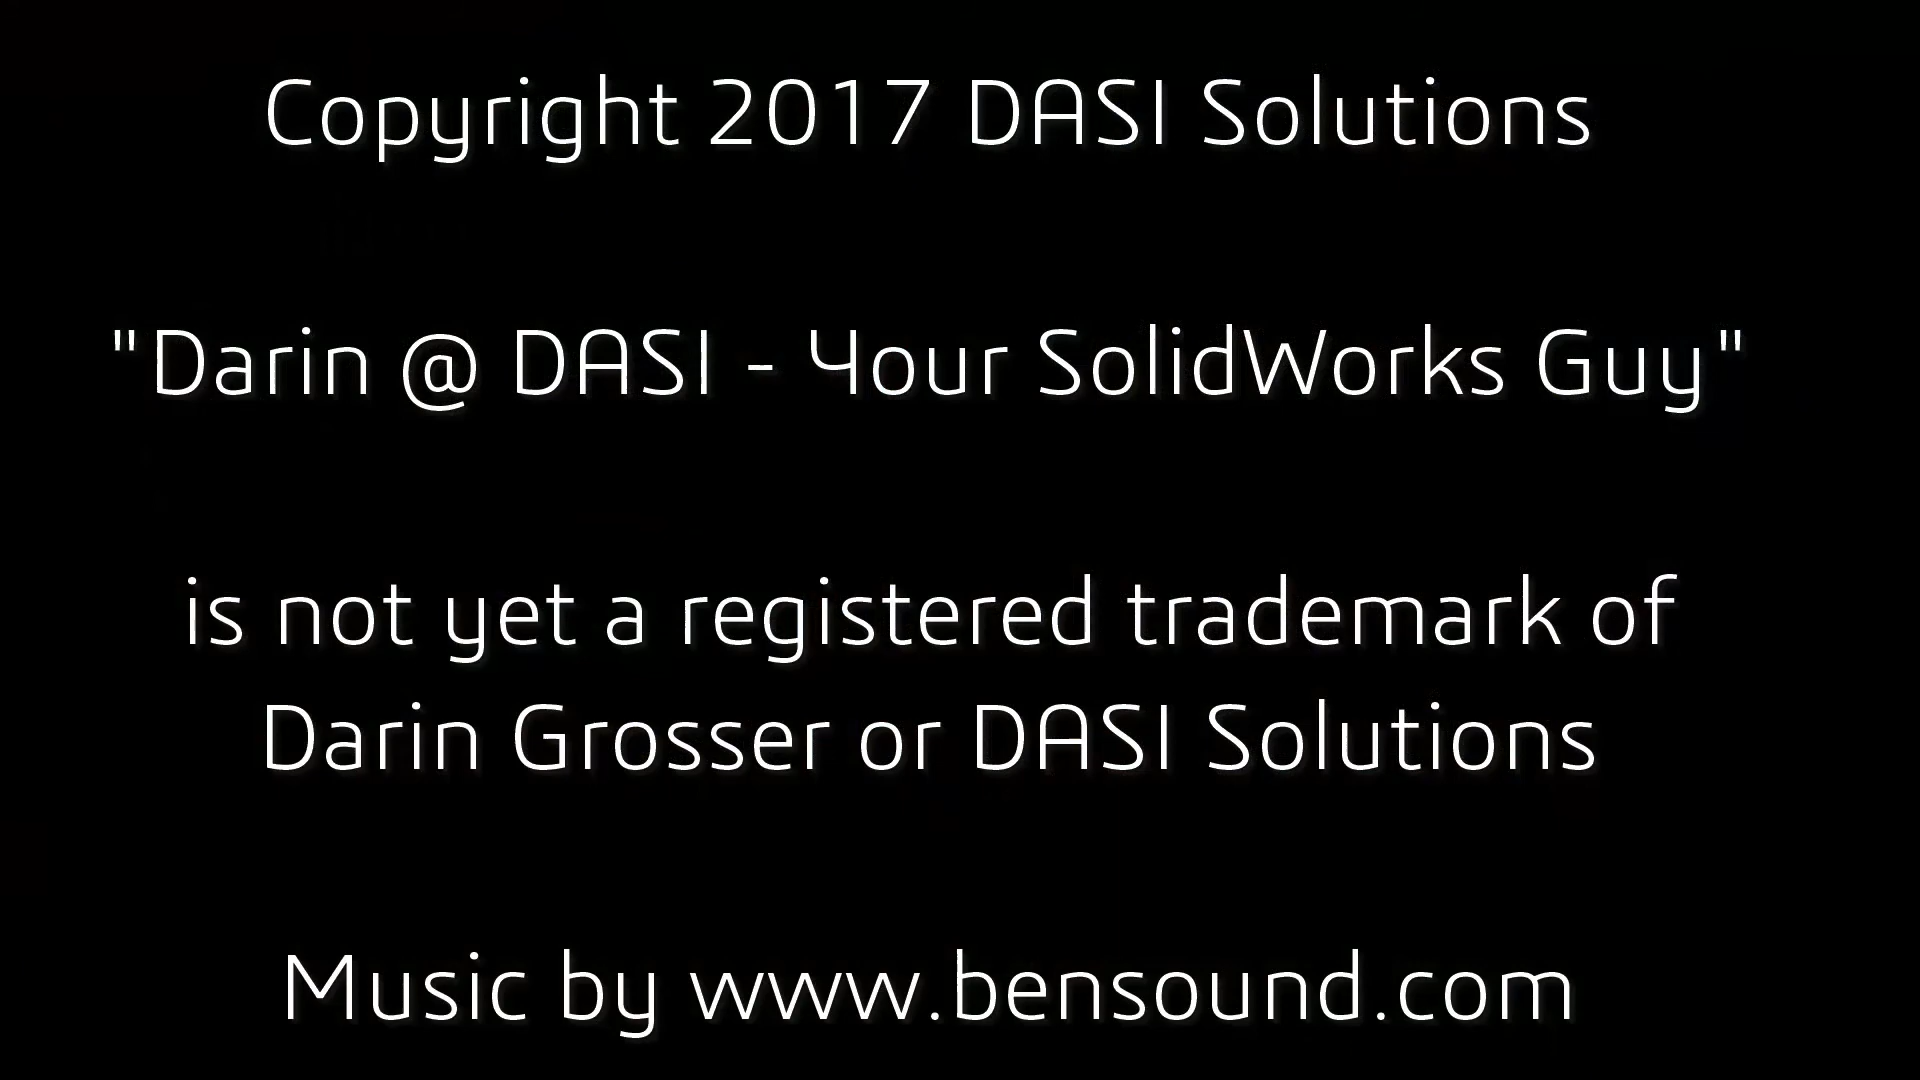 Copyright 2017 DASI Solutions
"Darin @ DASI - Your SolidWorks Guy"
is not yet a registered trademark of
Darin Grosser or DASI Solutions
Music by www.bensound.com